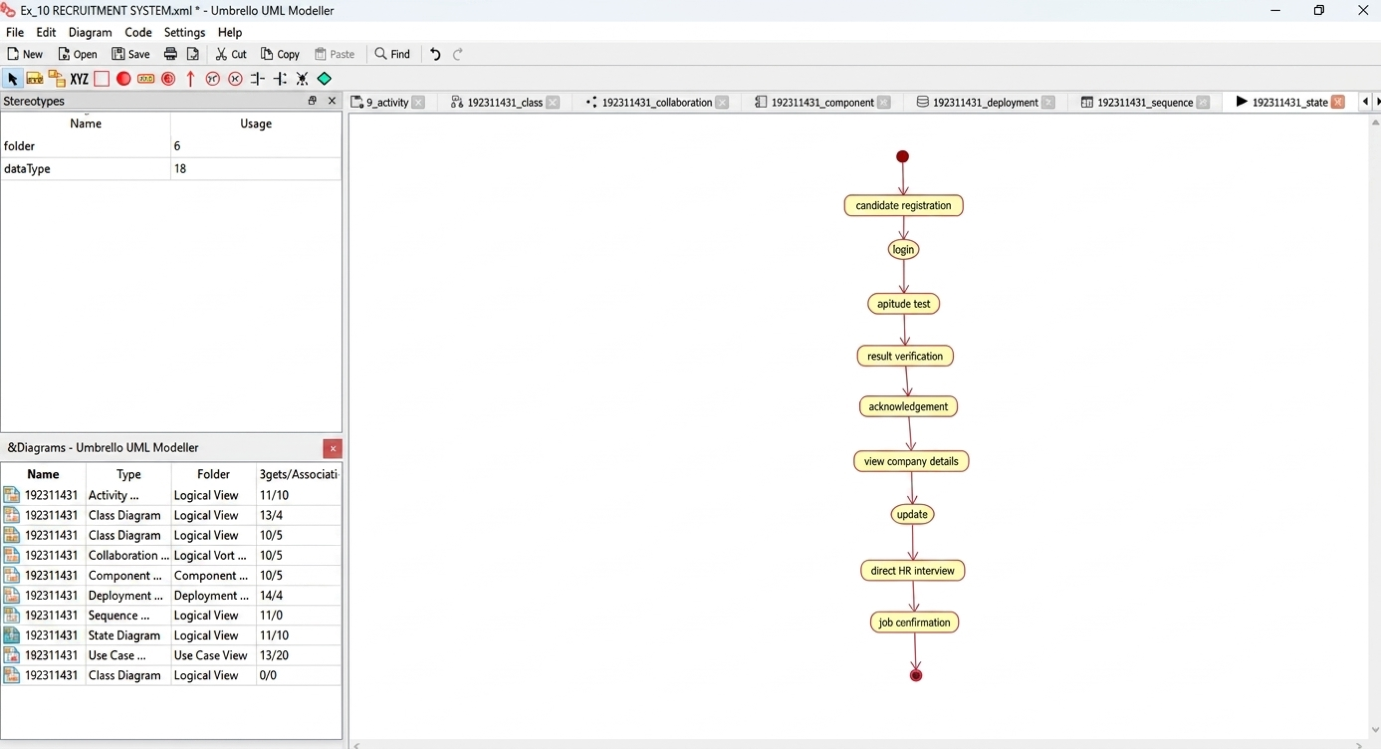 Ex_10 RECRUITMENT SYSTEM.xml * - Umbrello UML Modeller
File Edit Diagram Code Settings Help
New Open Save Cut Copy Paste Find
XYZ
Stereotypes
9_activity 192311431_class 192311431_collaboration 192311431_component 192311431_deployment 192311431_sequence 192311431_state
Name Usage
folder 6
dataType 18
candidate registration
login
apitude test
result verification
acknowledgement
view company details
update
direct HR interview
job confirmation
&Diagrams - Umbrello UML Modeller
Name Type Folder 3gets/Associati
192311431 Activity ... Logical View 11/10
192311431 Class Diagram Logical View 13/4
192311431 Class Diagram Logical View 10/5
192311431 Collaboration ... Logical Vort ... 10/5
192311431 Component ... Component ... 10/5
192311431 Deployment ... Deployment ... 14/4
192311431 Sequence ... Logical View 11/0
192311431 State Diagram Logical View 11/10
192311431 Use Case ... Use Case View 13/20
192311431 Class Diagram Logical View 0/0